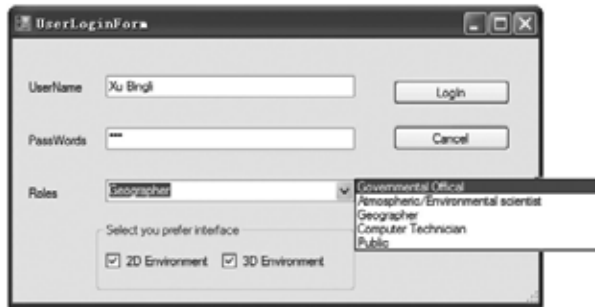 UserLoginForm
UserName
Xu Bingli
Login
PassWords
***
Cancel
Roles
Geographer
Governmental Offical
Atmospheric/Environmental scientist
Geographer
Computer Technician
Public
Select you prefer interface
2D Environment
3D Environment